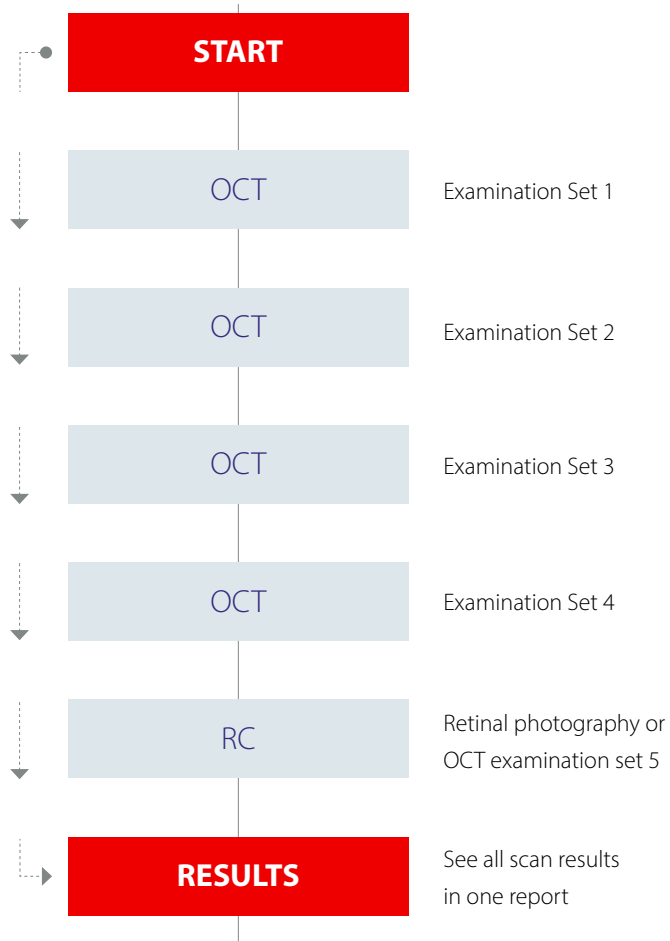 START
OCT
Examination Set 1
OCT
Examination Set 2
OCT
Examination Set 3
OCT
Examination Set 4
RC
Retinal photography or
OCT examination set 5
RESULTS
See all scan results
in one report